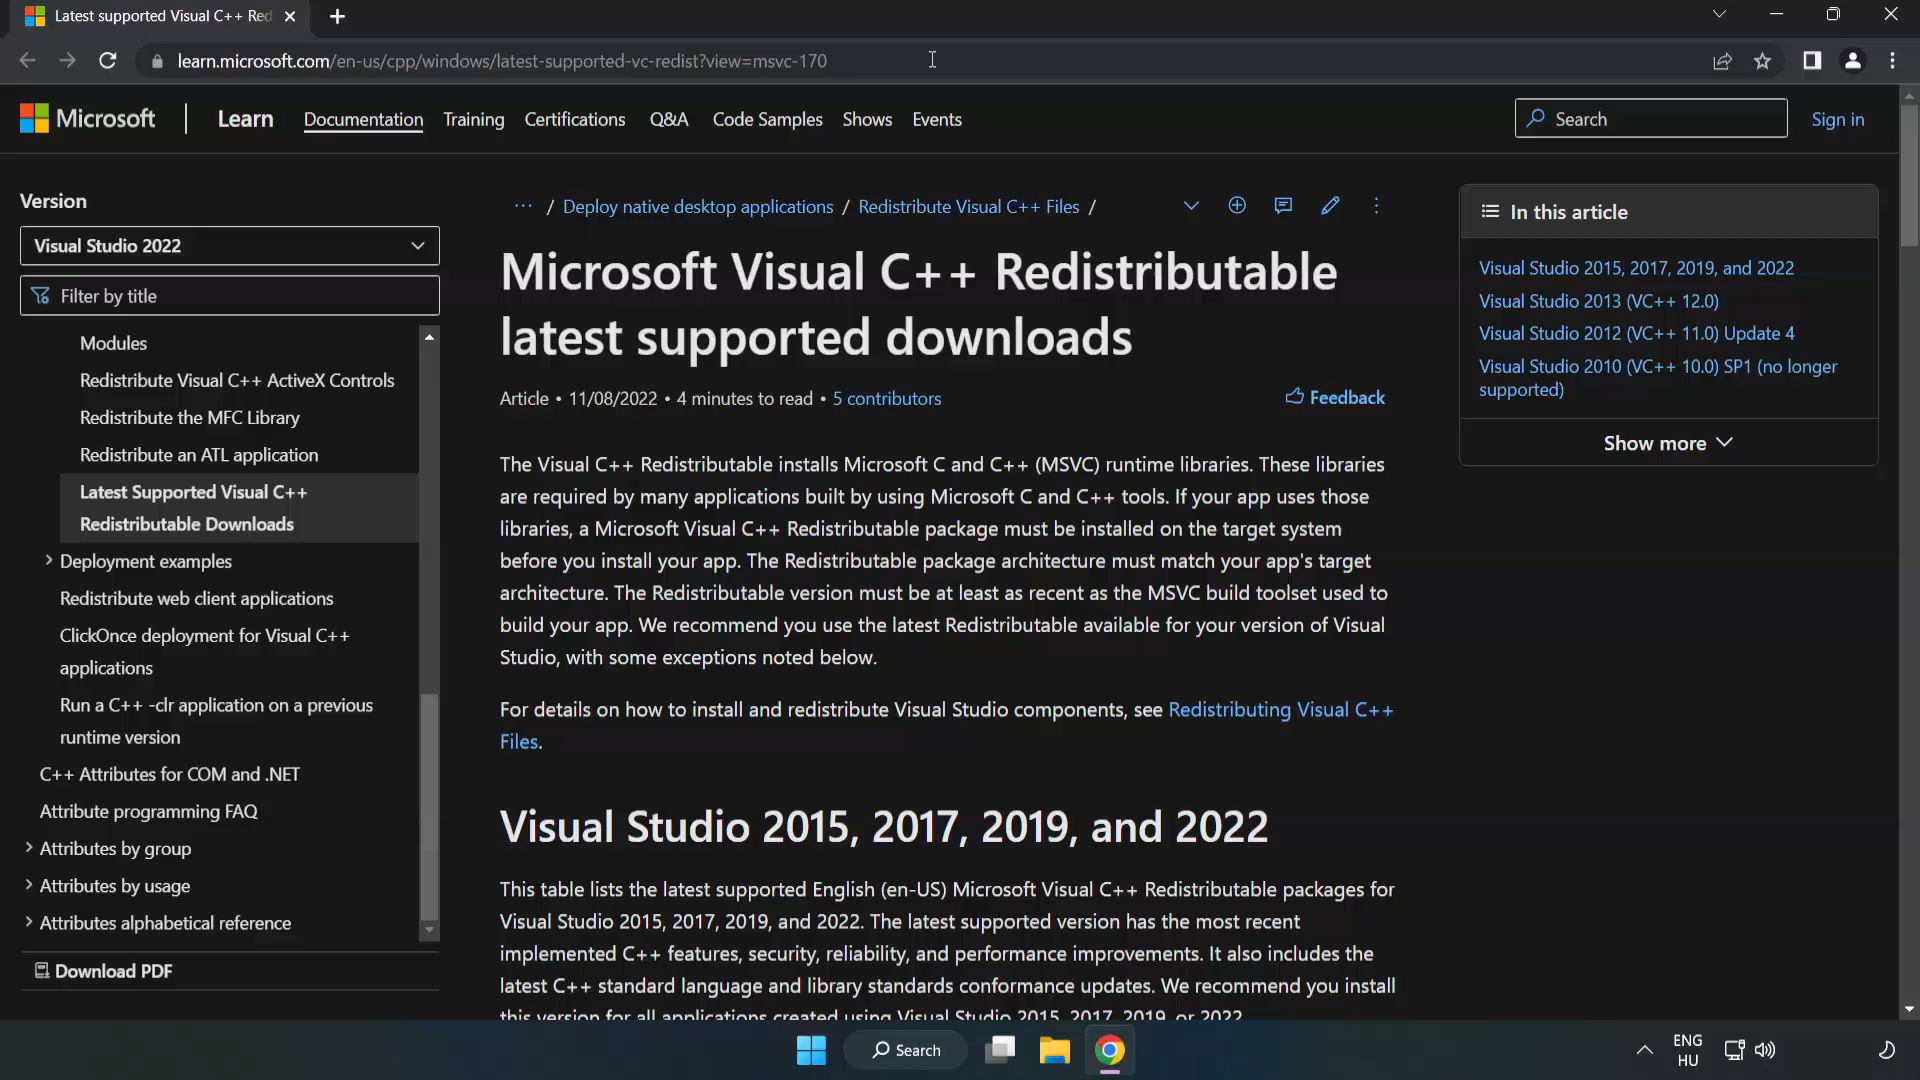 Latest supported Visual C++ Red
learn.microsoft.com/en-us/cpp/windows/latest-supported-vc-redist?view=msvc-170
Microsoft
Learn
Documentation
Training
Certifications
Q&A
Code Samples
Shows
Events
Search
Sign in
Version
Visual Studio 2022
Filter by title
Modules
Redistribute Visual C++ ActiveX Controls
Redistribute the MFC Library
Redistribute an ATL application
Latest Supported Visual C++
Redistributable Downloads
Deployment examples
Redistribute web client applications
ClickOnce deployment for Visual C++
applications
Run a C++ -clr application on a previous
runtime version
C++ Attributes for COM and .NET
Attribute programming FAQ
Attributes by group
Attributes by usage
Attributes alphabetical reference
Download PDF
... / Deploy native desktop applications / Redistribute Visual C++ Files /
Microsoft Visual C++ Redistributable
latest supported downloads
Article • 11/08/2022 • 4 minutes to read • 5 contributors
Feedback
The Visual C++ Redistributable installs Microsoft C and C++ (MSVC) runtime libraries. These libraries
are required by many applications built by using Microsoft C and C++ tools. If your app uses those
libraries, a Microsoft Visual C++ Redistributable package must be installed on the target system
before you install your app. The Redistributable package architecture must match your app's target
architecture. The Redistributable version must be at least as recent as the MSVC build toolset used to
build your app. We recommend you use the latest Redistributable available for your version of Visual
Studio, with some exceptions noted below.
For details on how to install and redistribute Visual Studio components, see Redistributing Visual C++
Files.
Visual Studio 2015, 2017, 2019, and 2022
This table lists the latest supported English (en-US) Microsoft Visual C++ Redistributable packages for
Visual Studio 2015, 2017, 2019, and 2022. The latest supported version has the most recent
implemented C++ features, security, reliability, and performance improvements. It also includes the
latest C++ standard language and library standards conformance updates. We recommend you install
this version for all applications created using Visual Studio 2015, 2017, 2019, or 2022.
In this article
Visual Studio 2015, 2017, 2019, and 2022
Visual Studio 2013 (VC++ 12.0)
Visual Studio 2012 (VC++ 11.0) Update 4
Visual Studio 2010 (VC++ 10.0) SP1 (no longer
supported)
Show more
Search
ENG
HU